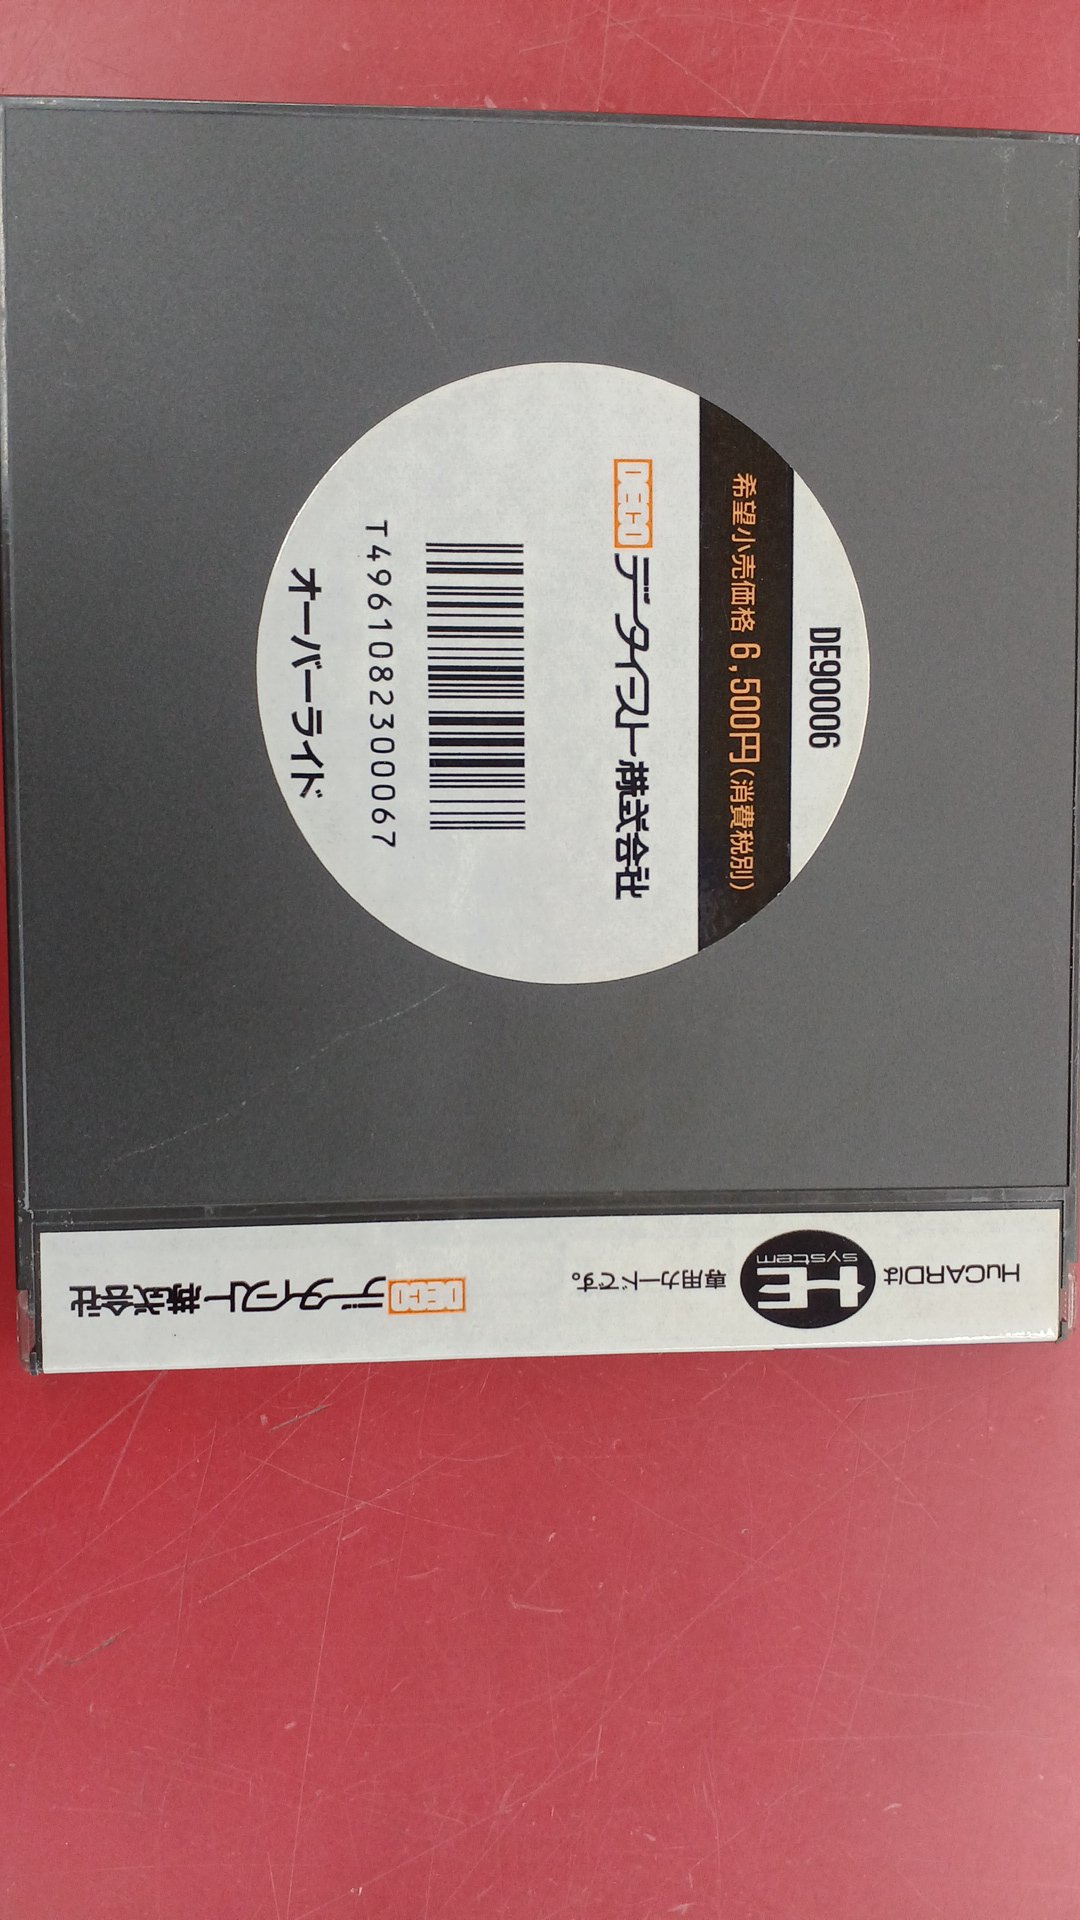 DE90006
希望小売価格 6,500円(消費税別)
DECO データイースト株式会社
T4961082300067
オーバーライド
HuCARDは HE system 専用カードです。 DECO データイースト株式会社